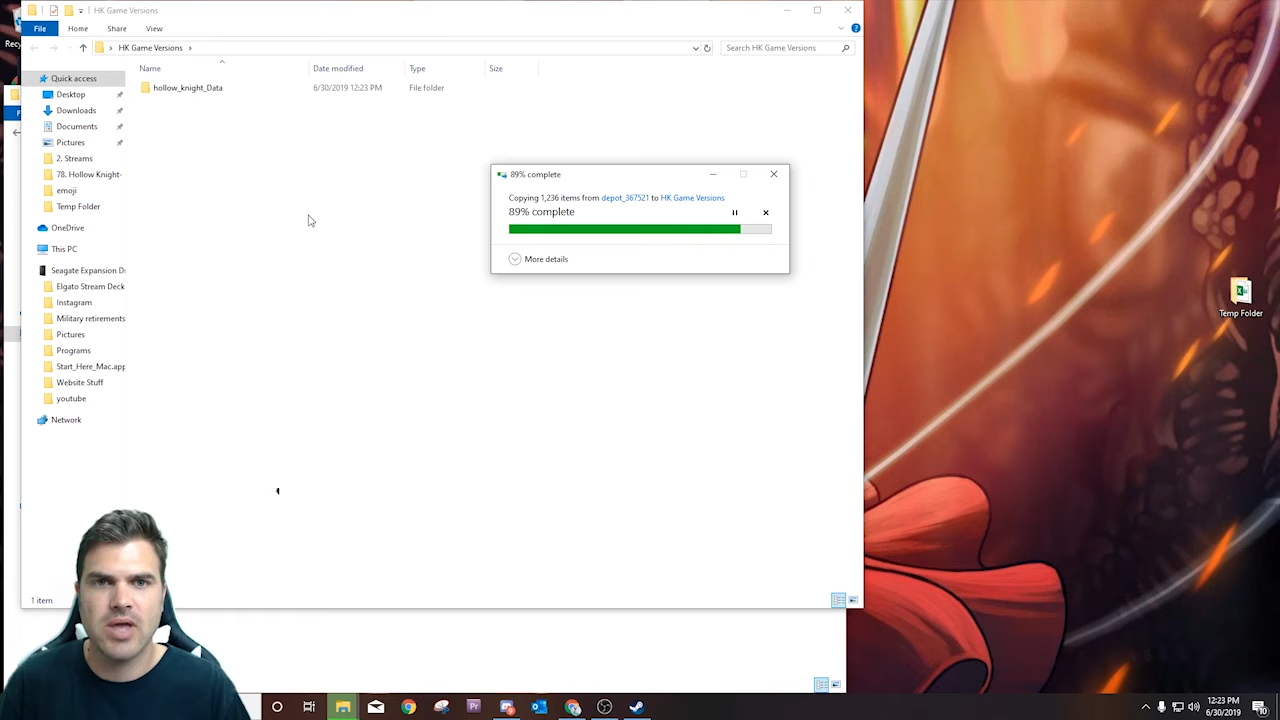 HK Game Versions
File Home Share View
HK Game Versions
Search HK Game Versions
Name Date modified Type Size
Quick access
hollow_knight_Data 6/30/2019 12:23 PM File folder
Desktop
Downloads
Documents
Pictures
2. Streams
78. Hollow Knight-
emoji
Temp Folder
OneDrive
This PC
Seagate Expansion D
Elgato Stream Deck
Instagram
Military retirements
Pictures
Programs
Start_Here_Mac.app
Website Stuff
youtube
Network
89% complete
Copying 1,236 items from depot_367521 to HK Game Versions
89% complete
More details
Temp Folder
1 item
12:23 PM
6/30/2019